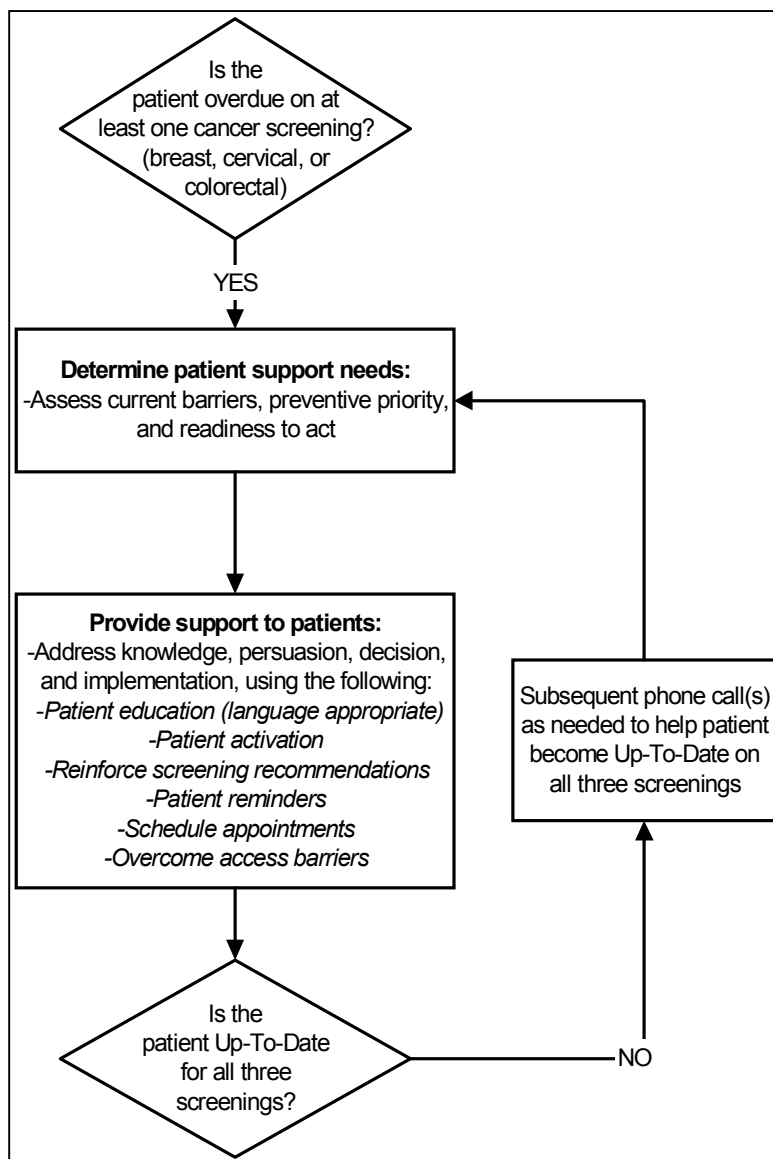 Is the
patient overdue on at
least one cancer screening?
(breast, cervical, or
colorectal)
YES
Determine patient support needs:
-Assess current barriers, preventive priority,
and readiness to act
Provide support to patients:
-Address knowledge, persuasion, decision,
and implementation, using the following:
-Patient education (language appropriate)
-Patient activation
-Reinforce screening recommendations
-Patient reminders
-Schedule appointments
-Overcome access barriers
Subsequent phone call(s)
as needed to help patient
become Up-To-Date on
all three screenings
Is the
patient Up-To-Date
for all three
screenings?
NO